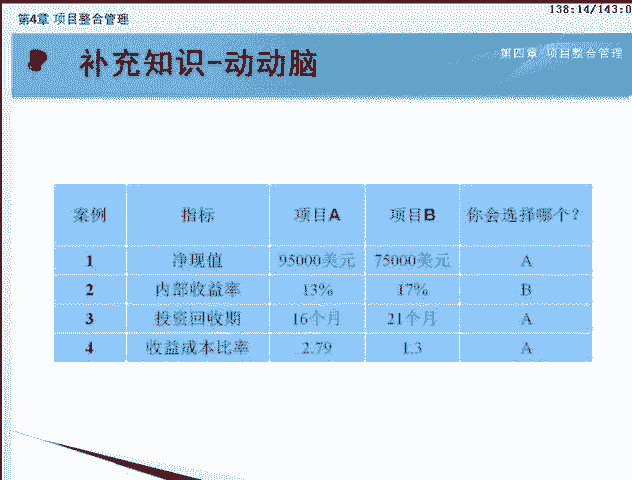 138:14/143:0
第4章 项目整合管理
第四章 项目整合管理
补充知识-动动脑
案例 指标 项目A 项目B 你会选择哪个？
1 净现值 95000美元 75000美元 A
2 内部收益率 13% 17% B
3 投资回收期 16个月 21个月 A
4 收益成本比率 2.79 1.3 A